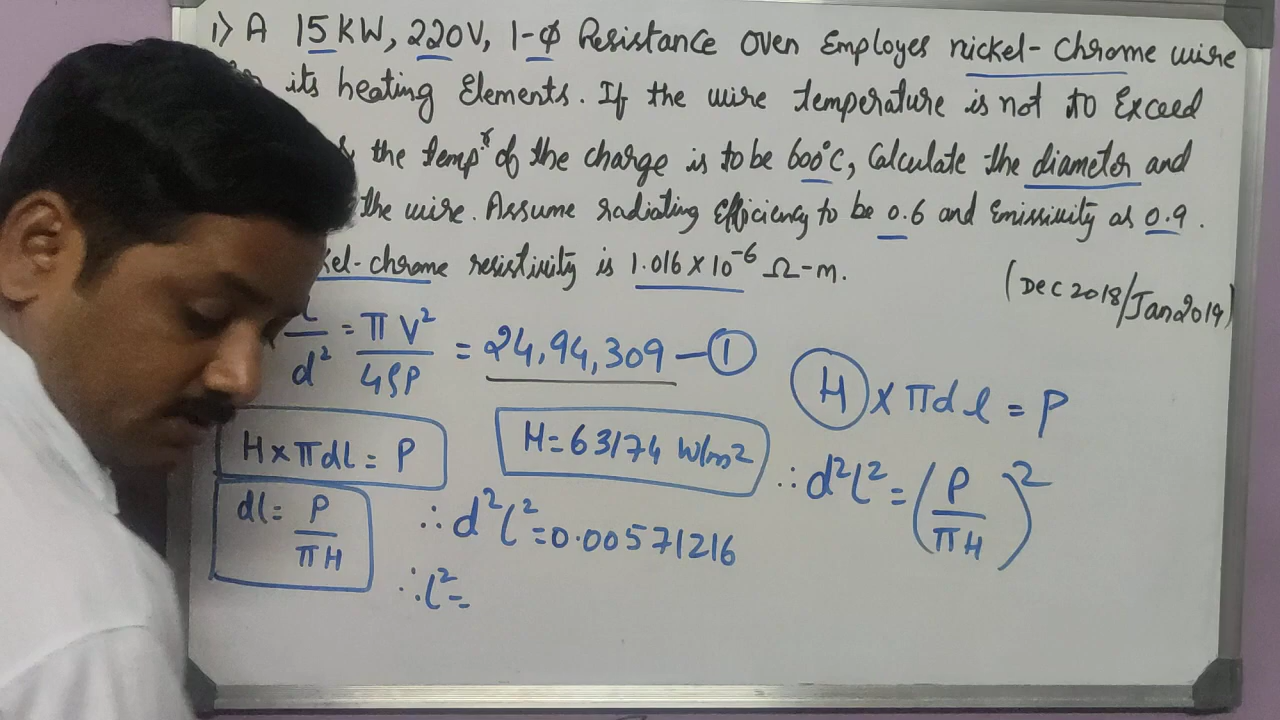 1) A 15 KW, 220V, 1-ϕ Resistance oven Employes nickel-Chrome wire
its heating Elements. If the wire temperature is not to Exceed
& the tempʳ of the charge is to be 600°C, Calculate the diameter and
the wire. Assume radiating Efficiency to be 0.6 and Emissivity as 0.9.
kel-chrome resistivity is 1.016 × 10⁻⁶ Ω-m.
(Dec 2018/Jan 2019)
l/d² = πV²/4ρP = 24,94,309 — ①
H × πdl = P
H × πdl = P
H = 63174 W/m²
∴ d²l² = (P/πH)²
dl = P/πH
∴ d²l² = 0.00571216
∴ l² =